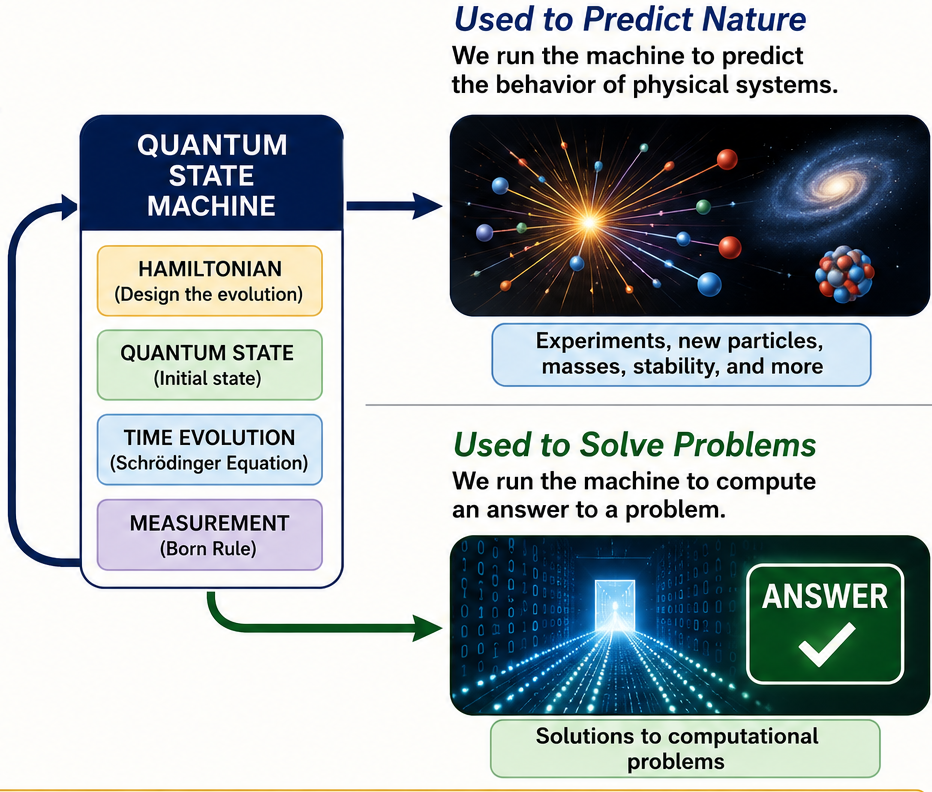 Used to Predict Nature
We run the machine to predict
the behavior of physical systems.
QUANTUM
STATE
MACHINE
HAMILTONIAN
(Design the evolution)
QUANTUM STATE
(Initial state)
TIME EVOLUTION
(Schrödinger Equation)
MEASUREMENT
(Born Rule)
Experiments, new particles,
masses, stability, and more
Used to Solve Problems
We run the machine to compute
an answer to a problem.
ANSWER
Solutions to computational
problems